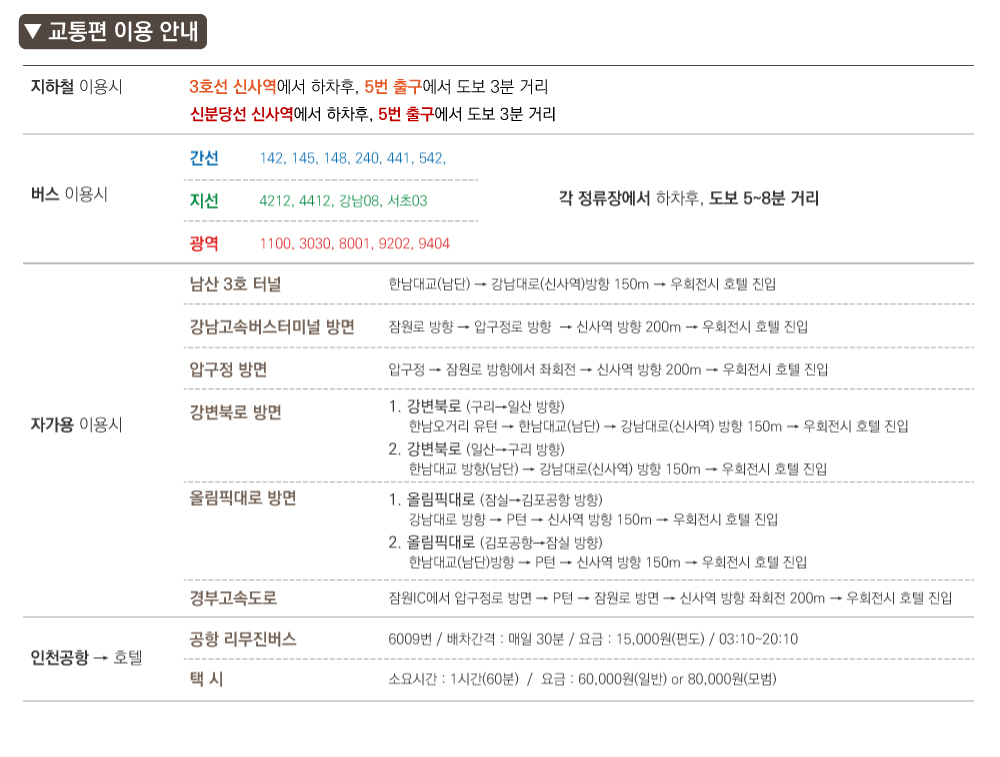 ▼ 교통편 이용 안내
지하철 이용시
3호선 신사역에서 하차후, 5번 출구에서 도보 3분 거리
신분당선 신사역에서 하차후, 5번 출구에서 도보 3분 거리
버스 이용시
간선 142, 145, 148, 240, 441, 542,
지선 4212, 4412, 강남08, 서초03
광역 1100, 3030, 8001, 9202, 9404
각 정류장에서 하차후, 도보 5~8분 거리
자가용 이용시
남산 3호 터널 한남대교(남단) → 강남대로(신사역)방향 150m → 우회전시 호텔 진입
강남고속버스터미널 방면 잠원로 방향 → 압구정로 방향 → 신사역 방향 200m → 우회전시 호텔 진입
압구정 방면 압구정 → 잠원로 방향에서 좌회전 → 신사역 방향 200m → 우회전시 호텔 진입
강변북로 방면 1. 강변북로 (구리→일산 방향)
한남오거리 유턴 → 한남대교(남단) → 강남대로(신사역) 방향 150m → 우회전시 호텔 진입
2. 강변북로 (일산→구리 방향)
한남대교 방향(남단) → 강남대로(신사역) 방향 150m → 우회전시 호텔 진입
올림픽대로 방면 1. 올림픽대로 (잠실→김포공항 방향)
강남대로 방향 → P턴 → 신사역 방향 150m → 우회전시 호텔 진입
2. 올림픽대로 (김포공항→잠실 방향)
한남대교(남단)방향 → P턴 → 신사역 방향 150m → 우회전시 호텔 진입
경부고속도로 잠원IC에서 압구정로 방면 → P턴 → 잠원로 방면 → 신사역 방향 좌회전 200m → 우회전시 호텔 진입
인천공항 → 호텔
공항 리무진버스 6009번 / 배차간격 : 매일 30분 / 요금 : 15,000원(편도) / 03:10~20:10
택 시 소요시간 : 1시간(60분) / 요금 : 60,000원(일반) or 80,000원(모범)